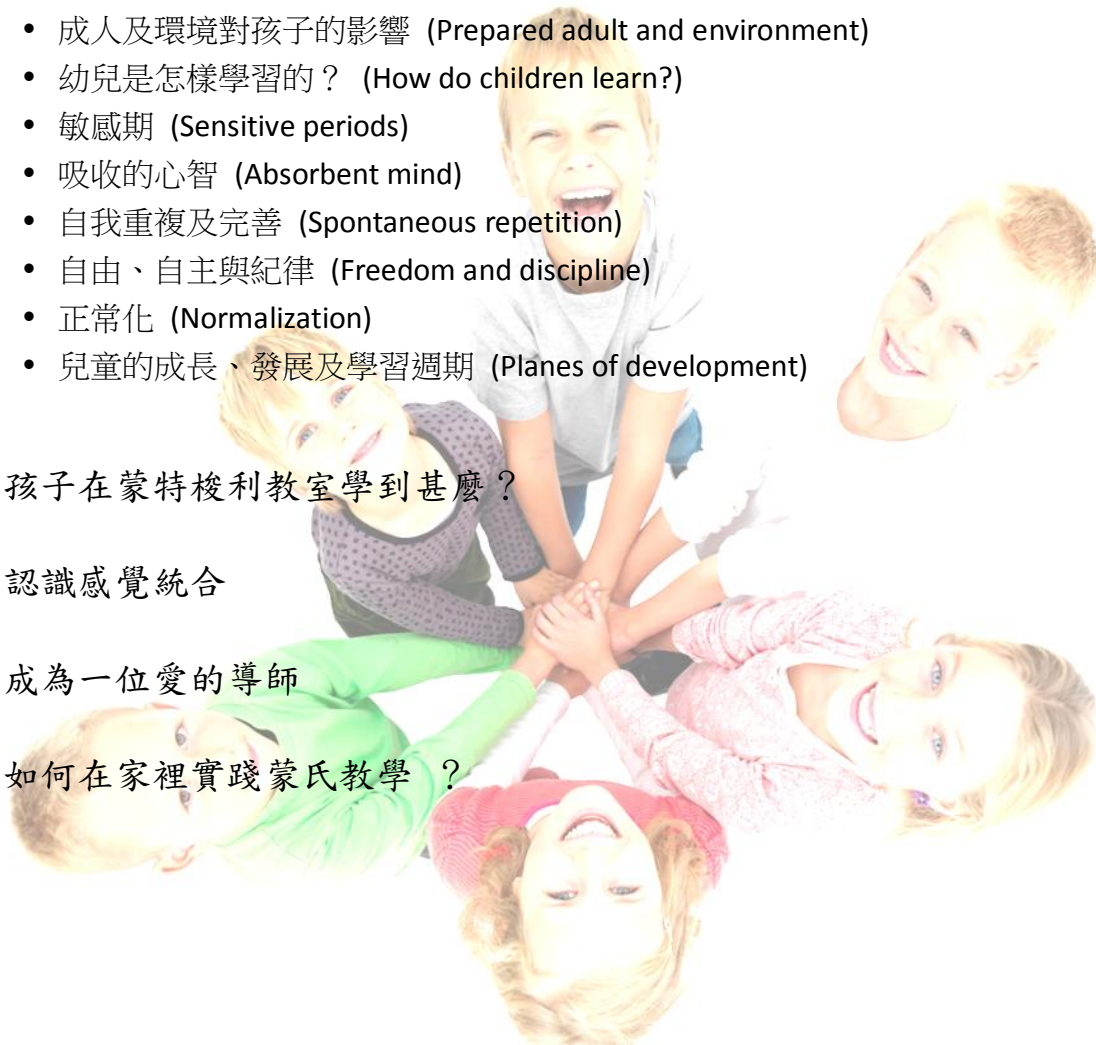 • 成人及環境對孩子的影響 (Prepared adult and environment)
• 幼兒是怎樣學習的？ (How do children learn?)
• 敏感期 (Sensitive periods)
• 吸收的心智 (Absorbent mind)
• 自我重複及完善 (Spontaneous repetition)
• 自由、自主與紀律 (Freedom and discipline)
• 正常化 (Normalization)
• 兒童的成長、發展及學習週期 (Planes of development)
孩子在蒙特梭利教室學到甚麼？
認識感覺統合
成為一位愛的導師
如何在家裡實踐蒙氏教學 ？